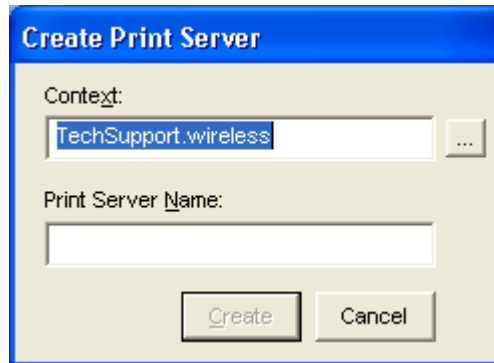 Create Print Server
Context:
TechSupport.wireless
...
Print Server Name:
Create Cancel